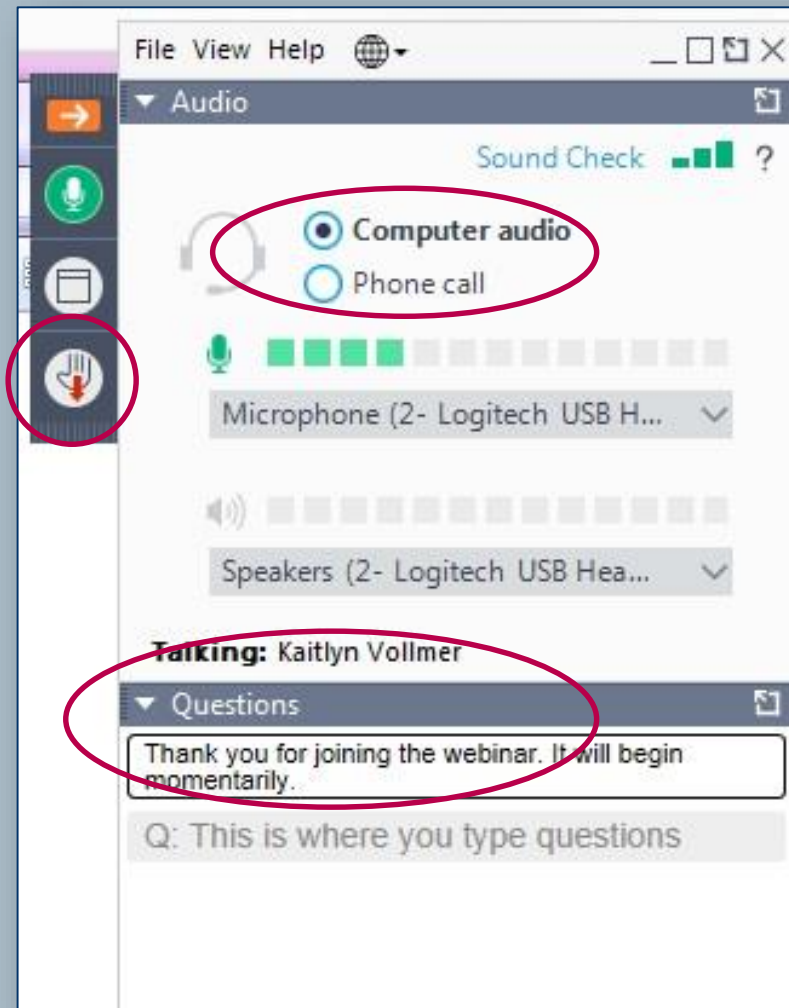 File View Help
Audio
Sound Check ?
Computer audio
Phone call
Microphone (2- Logitech USB H...
Speakers (2- Logitech USB Hea...
Talking: Kaitlyn Vollmer
Questions
Thank you for joining the webinar. It will begin
momentarily.
Q: This is where you type questions